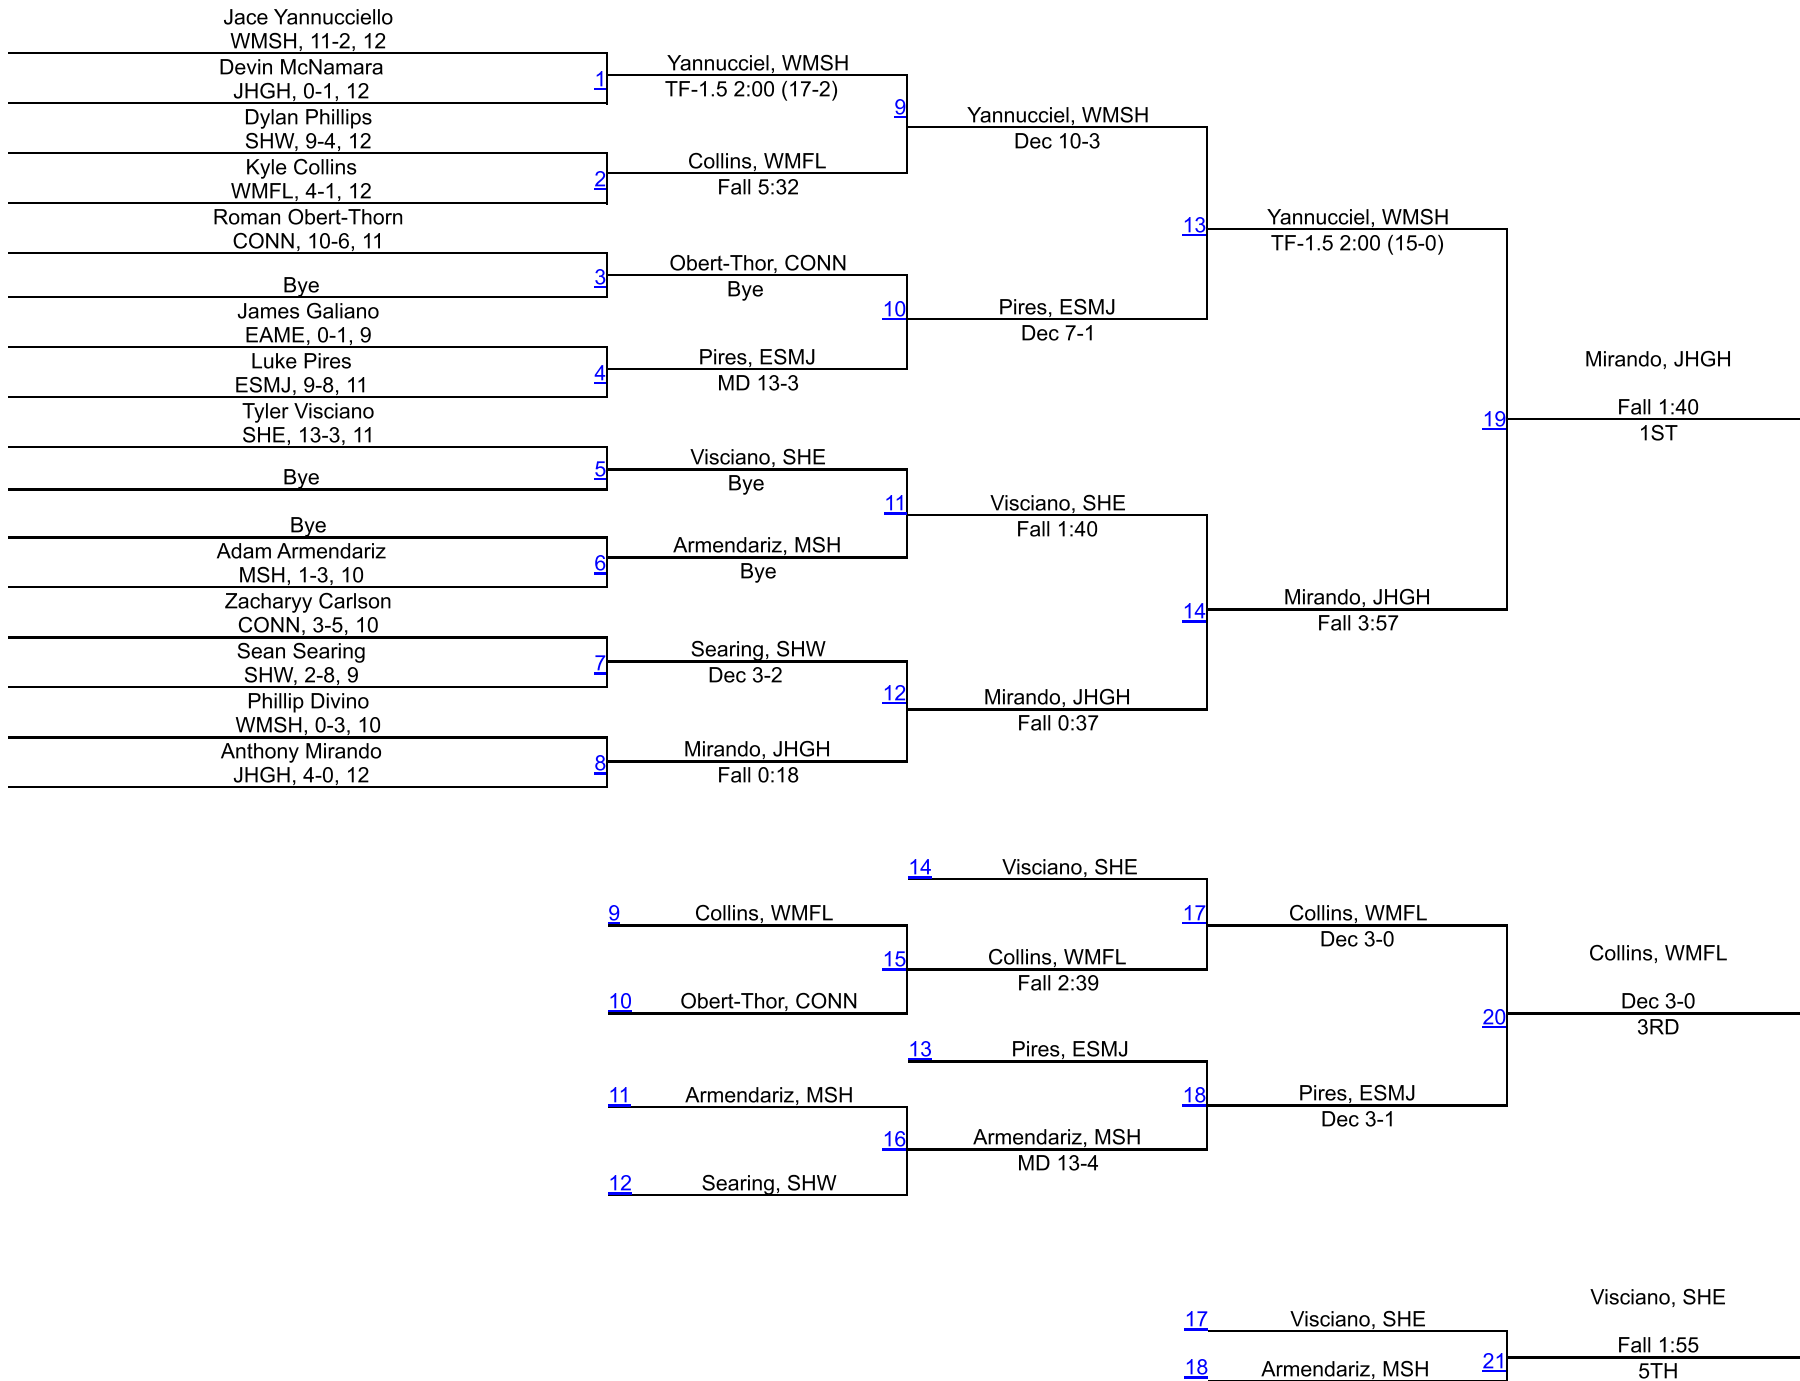 Jace Yannucciello
WMSH, 11-2, 12
Devin McNamara
JHGH, 0-1, 12
Dylan Phillips
SHW, 9-4, 12
Kyle Collins
WMFL, 4-1, 12
Roman Obert-Thorn
CONN, 10-6, 11
Bye
James Galiano
EAME, 0-1, 9
Luke Pires
ESMJ, 9-8, 11
Tyler Visciano
SHE, 13-3, 11
Bye
Bye
Adam Armendariz
MSH, 1-3, 10
Zacharyy Carlson
CONN, 3-5, 10
Sean Searing
SHW, 2-8, 9
Phillip Divino
WMSH, 0-3, 10
Anthony Mirando
JHGH, 4-0, 12
1
2
3
4
5
6
7
8
Yannucciel, WMSH
TF-1.5 2:00 (17-2)
Collins, WMFL
Fall 5:32
Obert-Thor, CONN
Bye
Pires, ESMJ
MD 13-3
Visciano, SHE
Bye
Armendariz, MSH
Bye
Searing, SHW
Dec 3-2
Mirando, JHGH
Fall 0:18
9
10
11
12
Yannucciel, WMSH
Dec 10-3
Pires, ESMJ
Dec 7-1
Visciano, SHE
Fall 1:40
Mirando, JHGH
Fall 0:37
13
14
Yannucciel, WMSH
TF-1.5 2:00 (15-0)
Mirando, JHGH
Fall 3:57
19
Mirando, JHGH
Fall 1:40
1ST
9 Collins, WMFL
10 Obert-Thor, CONN
11 Armendariz, MSH
12 Searing, SHW
15
16
14 Visciano, SHE
Collins, WMFL
Fall 2:39
13 Pires, ESMJ
Armendariz, MSH
MD 13-4
17
18
Collins, WMFL
Dec 3-0
Pires, ESMJ
Dec 3-1
20
Collins, WMFL
Dec 3-0
3RD
17 Visciano, SHE
18 Armendariz, MSH
21
Visciano, SHE
Fall 1:55
5TH